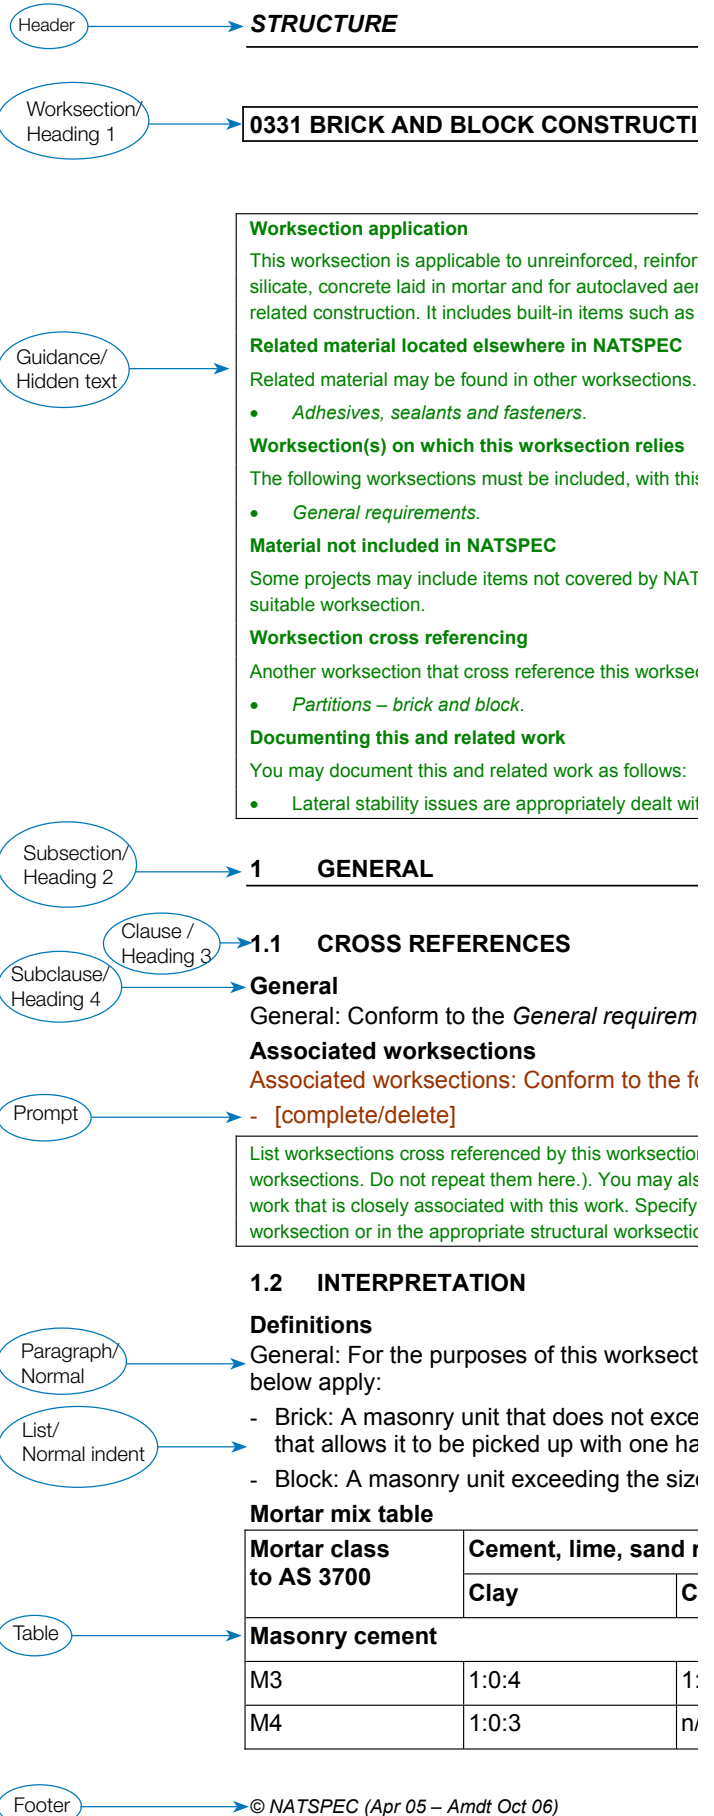 Header
STRUCTURE
Worksection/
Heading 1
0331 BRICK AND BLOCK CONSTRUCTI
Worksection application
This worksection is applicable to unreinforced, reinfor
silicate, concrete laid in mortar and for autoclaved aer
related construction. It includes built-in items such as
Guidance/
Hidden text
Related material located elsewhere in NATSPEC
Related material may be found in other worksections.
• Adhesives, sealants and fasteners.
Worksection(s) on which this worksection relies
The following worksections must be included, with this
• General requirements.
Material not included in NATSPEC
Some projects may include items not covered by NAT
suitable worksection.
Worksection cross referencing
Another worksection that cross reference this worksec
• Partitions – brick and block.
Documenting this and related work
You may document this and related work as follows:
• Lateral stability issues are appropriately dealt wit
Subsection/
Heading 2
1 GENERAL
Clause /
Heading 3
1.1 CROSS REFERENCES
Subclause/
Heading 4
General
General: Conform to the General requirem
Associated worksections
Associated worksections: Conform to the fo
Prompt
- [complete/delete]
List worksections cross referenced by this worksection
worksections. Do not repeat them here.). You may als
work that is closely associated with this work. Specify
worksection or in the appropriate structural worksectio
1.2 INTERPRETATION
Definitions
Paragraph/
Normal
General: For the purposes of this worksect
below apply:
List/
Normal indent
- Brick: A masonry unit that does not exce
that allows it to be picked up with one ha
- Block: A masonry unit exceeding the size
Mortar mix table
Mortar class
to AS 3700
Cement, lime, sand r
Clay C
Table
Masonry cement
M3 1:0:4 1:
M4 1:0:3 n/
Footer
© NATSPEC (Apr 05 – Amdt Oct 06)